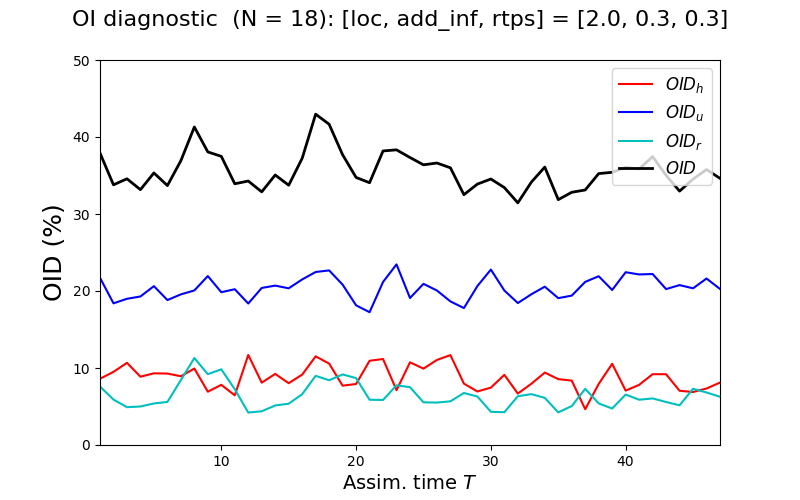 OI diagnostic (N = 18): [loc, add_inf, rtps] = [2.0, 0.3, 0.3]
50
40
30
20
10
0
OID (%)
OID_h
OID_u
OID_r
OID
10 20 30 40
Assim. time T